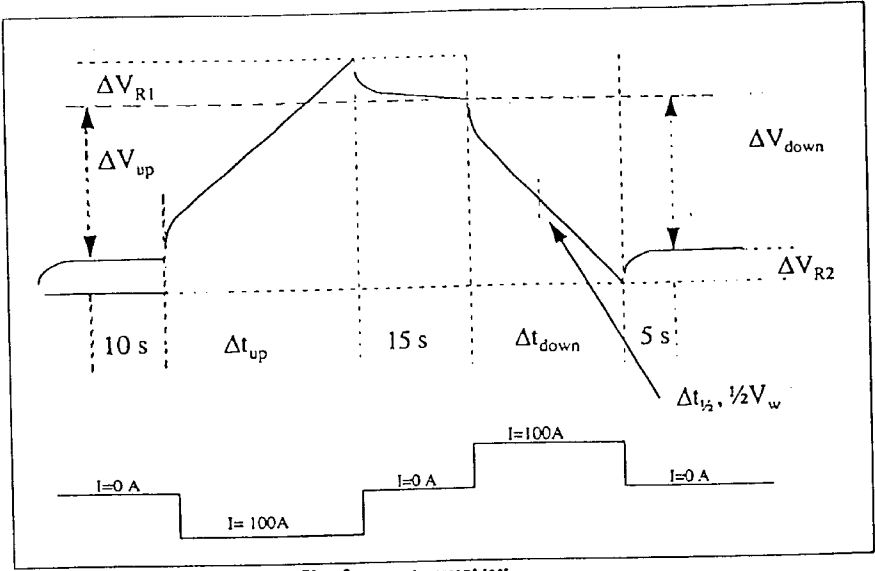 ΔV_R1
ΔV_up
ΔV_down
ΔV_R2
10 s
Δt_up
15 s
Δt_down
5 s
Δt_½, ½V_w
I=100A
I=0 A
I=0 A
I=0 A
I= 100A